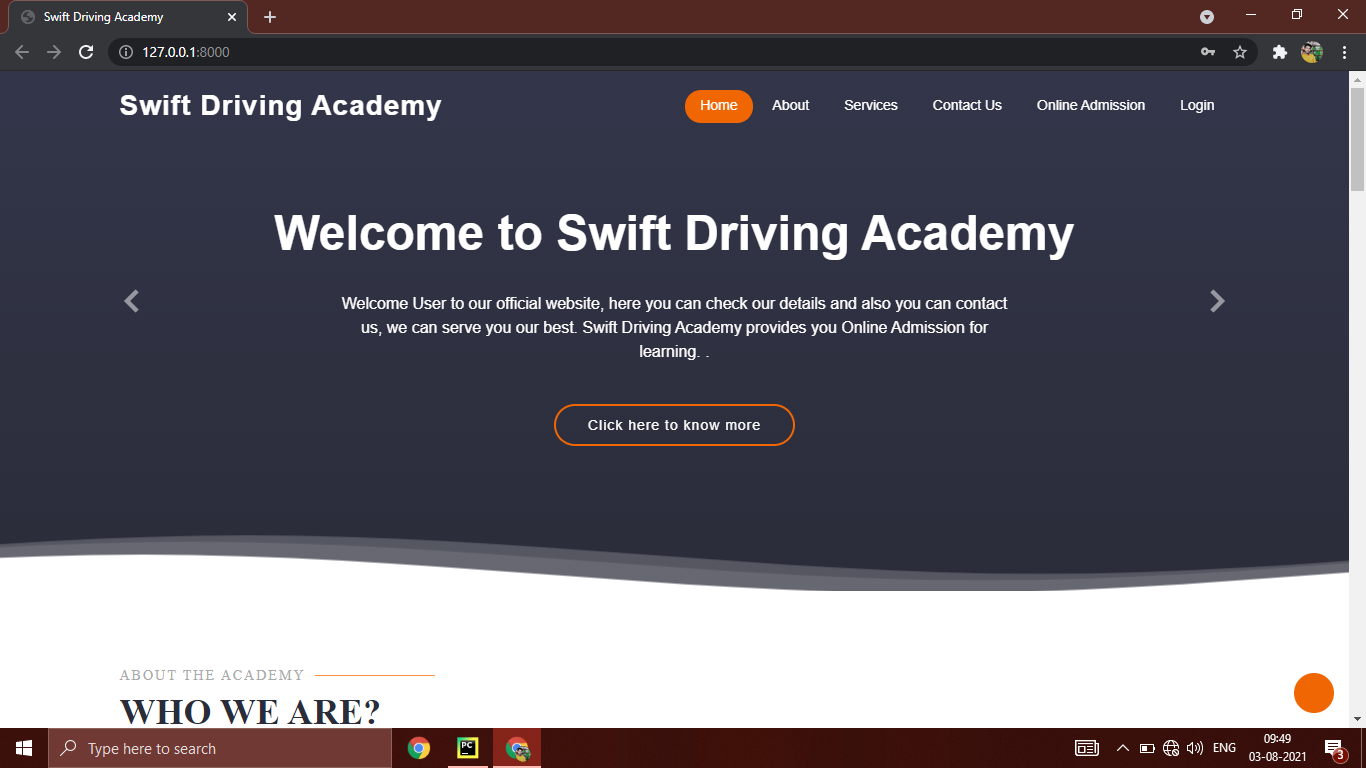 Swift Driving Academy
127.0.0.1:8000
Swift Driving Academy
Home About Services Contact Us Online Admission Login
Welcome to Swift Driving Academy
Welcome User to our official website, here you can check our details and also you can contact
us, we can serve you our best. Swift Driving Academy provides you Online Admission for
learning. .
Click here to know more
ABOUT THE ACADEMY
WHO WE ARE?
Type here to search
PC
ENG
09:49
03-08-2021
3